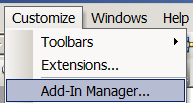 Customize Windows Help
Toolbars
Extensions...
Add-In Manager...